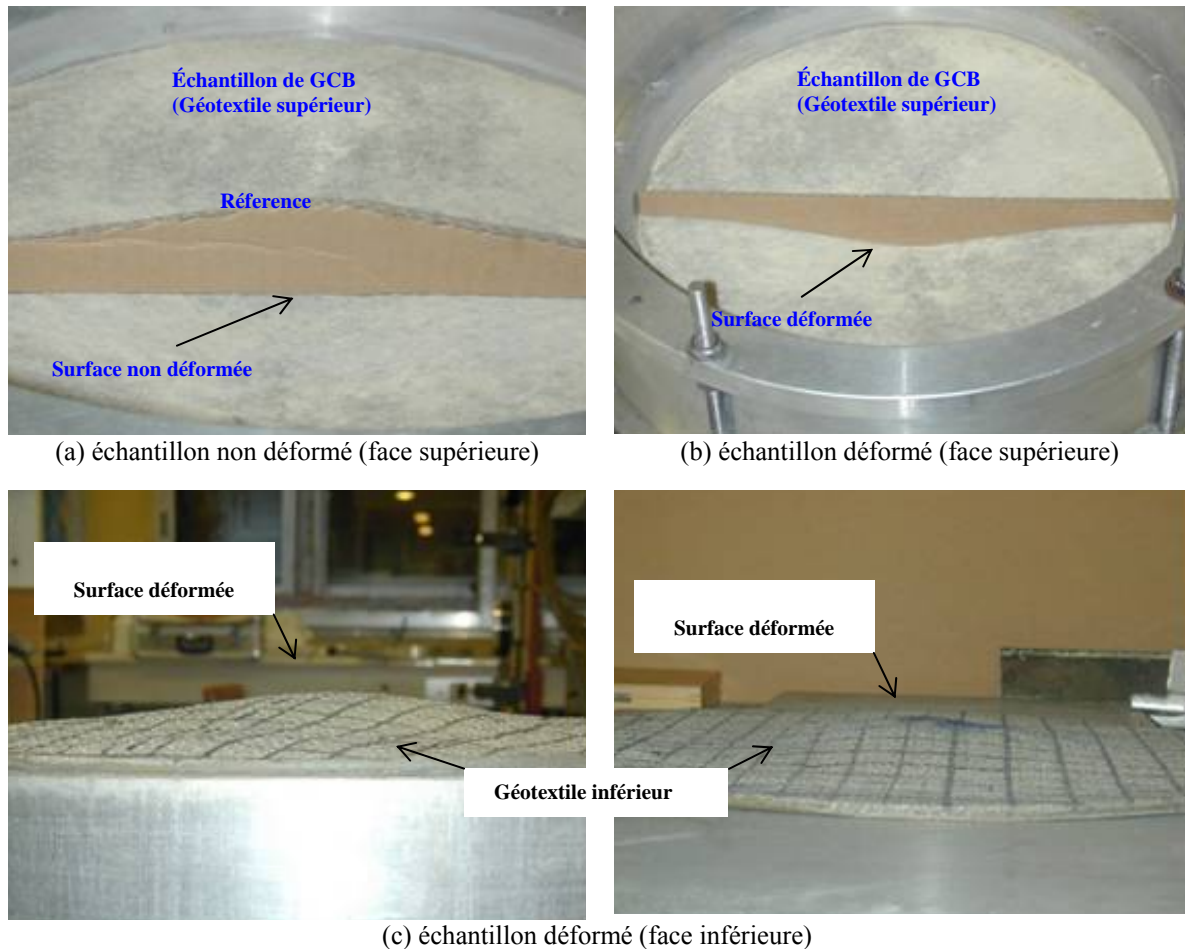 Échantillon de GCB
(Géotextile supérieur)
Réference
Surface non déformée
(a) échantillon non déformé (face supérieure)
Échantillon de GCB
(Géotextile supérieur)
Surface déformée
(b) échantillon déformé (face supérieure)
Surface déformée
Surface déformée
Géotextile inférieur
(c) échantillon déformé (face inférieure)